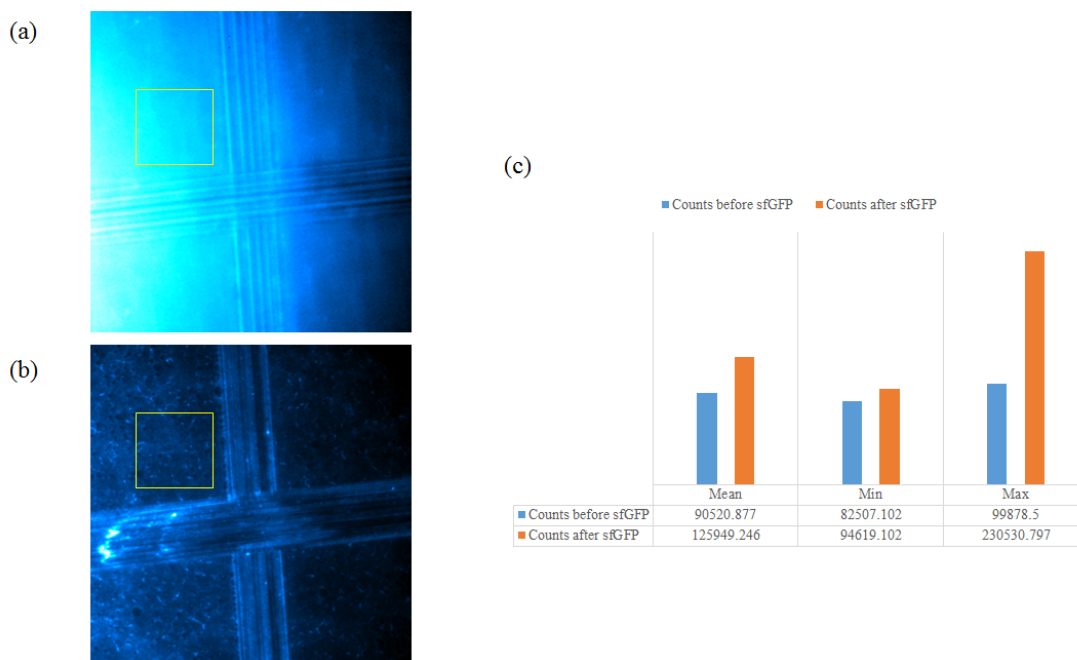 (a)
(b)
(c)
Counts before sfGFP Counts after sfGFP
Mean Min Max
Counts before sfGFP 90520.877 82507.102 99878.5
Counts after sfGFP 125949.246 94619.102 230530.797